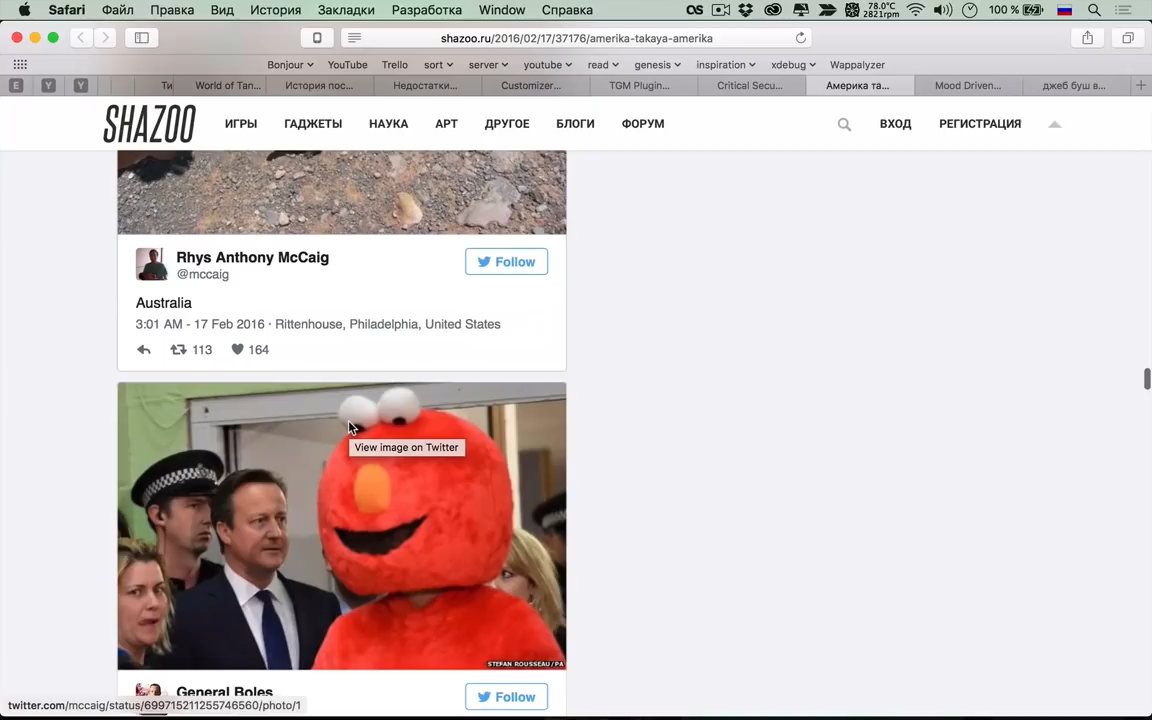 Safari Файл Правка Вид История Закладки Разработка Window Справка 78.0°C 2821rpm 100 %
shazoo.ru/2016/02/17/37176/amerika-takaya-amerika
Bonjour YouTube Trello sort server youtube read genesis inspiration xdebug Wappalyzer
E Y Y Ти World of Tan... История пос... Недостатки... Customizer... TGM Plugin... Critical Secu... Америка та... Mood Driven... джеб буш в...
SHAZOO ИГРЫ ГАДЖЕТЫ НАУКА АРТ ДРУГОЕ БЛОГИ ФОРУМ ВХОД РЕГИСТРАЦИЯ
Rhys Anthony McCaig
@mccaig
Follow
Australia
3:01 AM - 17 Feb 2016 · Rittenhouse, Philadelphia, United States
113 164
View image on Twitter
STEFAN ROUSSEAU/PA
General Boles
Follow
twitter.com/mccaig/status/699715211255746560/photo/1